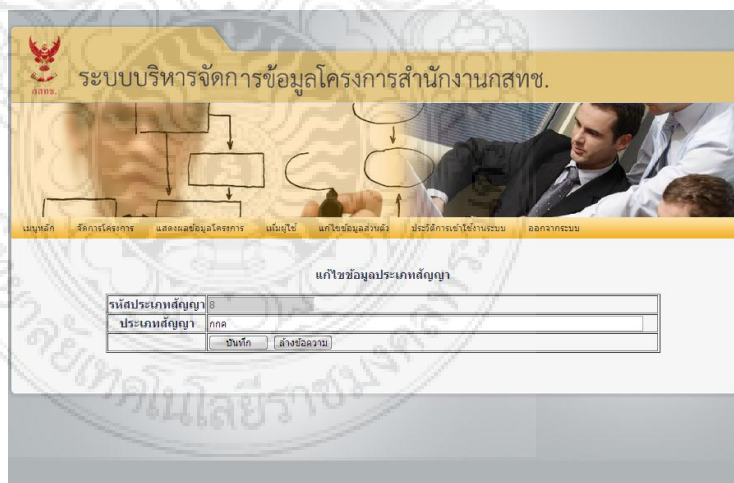 กสทช.
ระบบบริหารจัดการข้อมูลโครงการสำนักงานกสทช.
เมนูหลัก จัดการโครงการ แสดงผลข้อมูลโครงการ เพิ่มผู้ใช้ แก้ไขข้อมูลส่วนตัว ประวัติการเข้าใช้งานระบบ ออกจากระบบ
แก้ไขข้อมูลประเภทสัญญา
รหัสประเภทสัญญา 8
ประเภทสัญญา กกค
บันทึก ล้างข้อความ